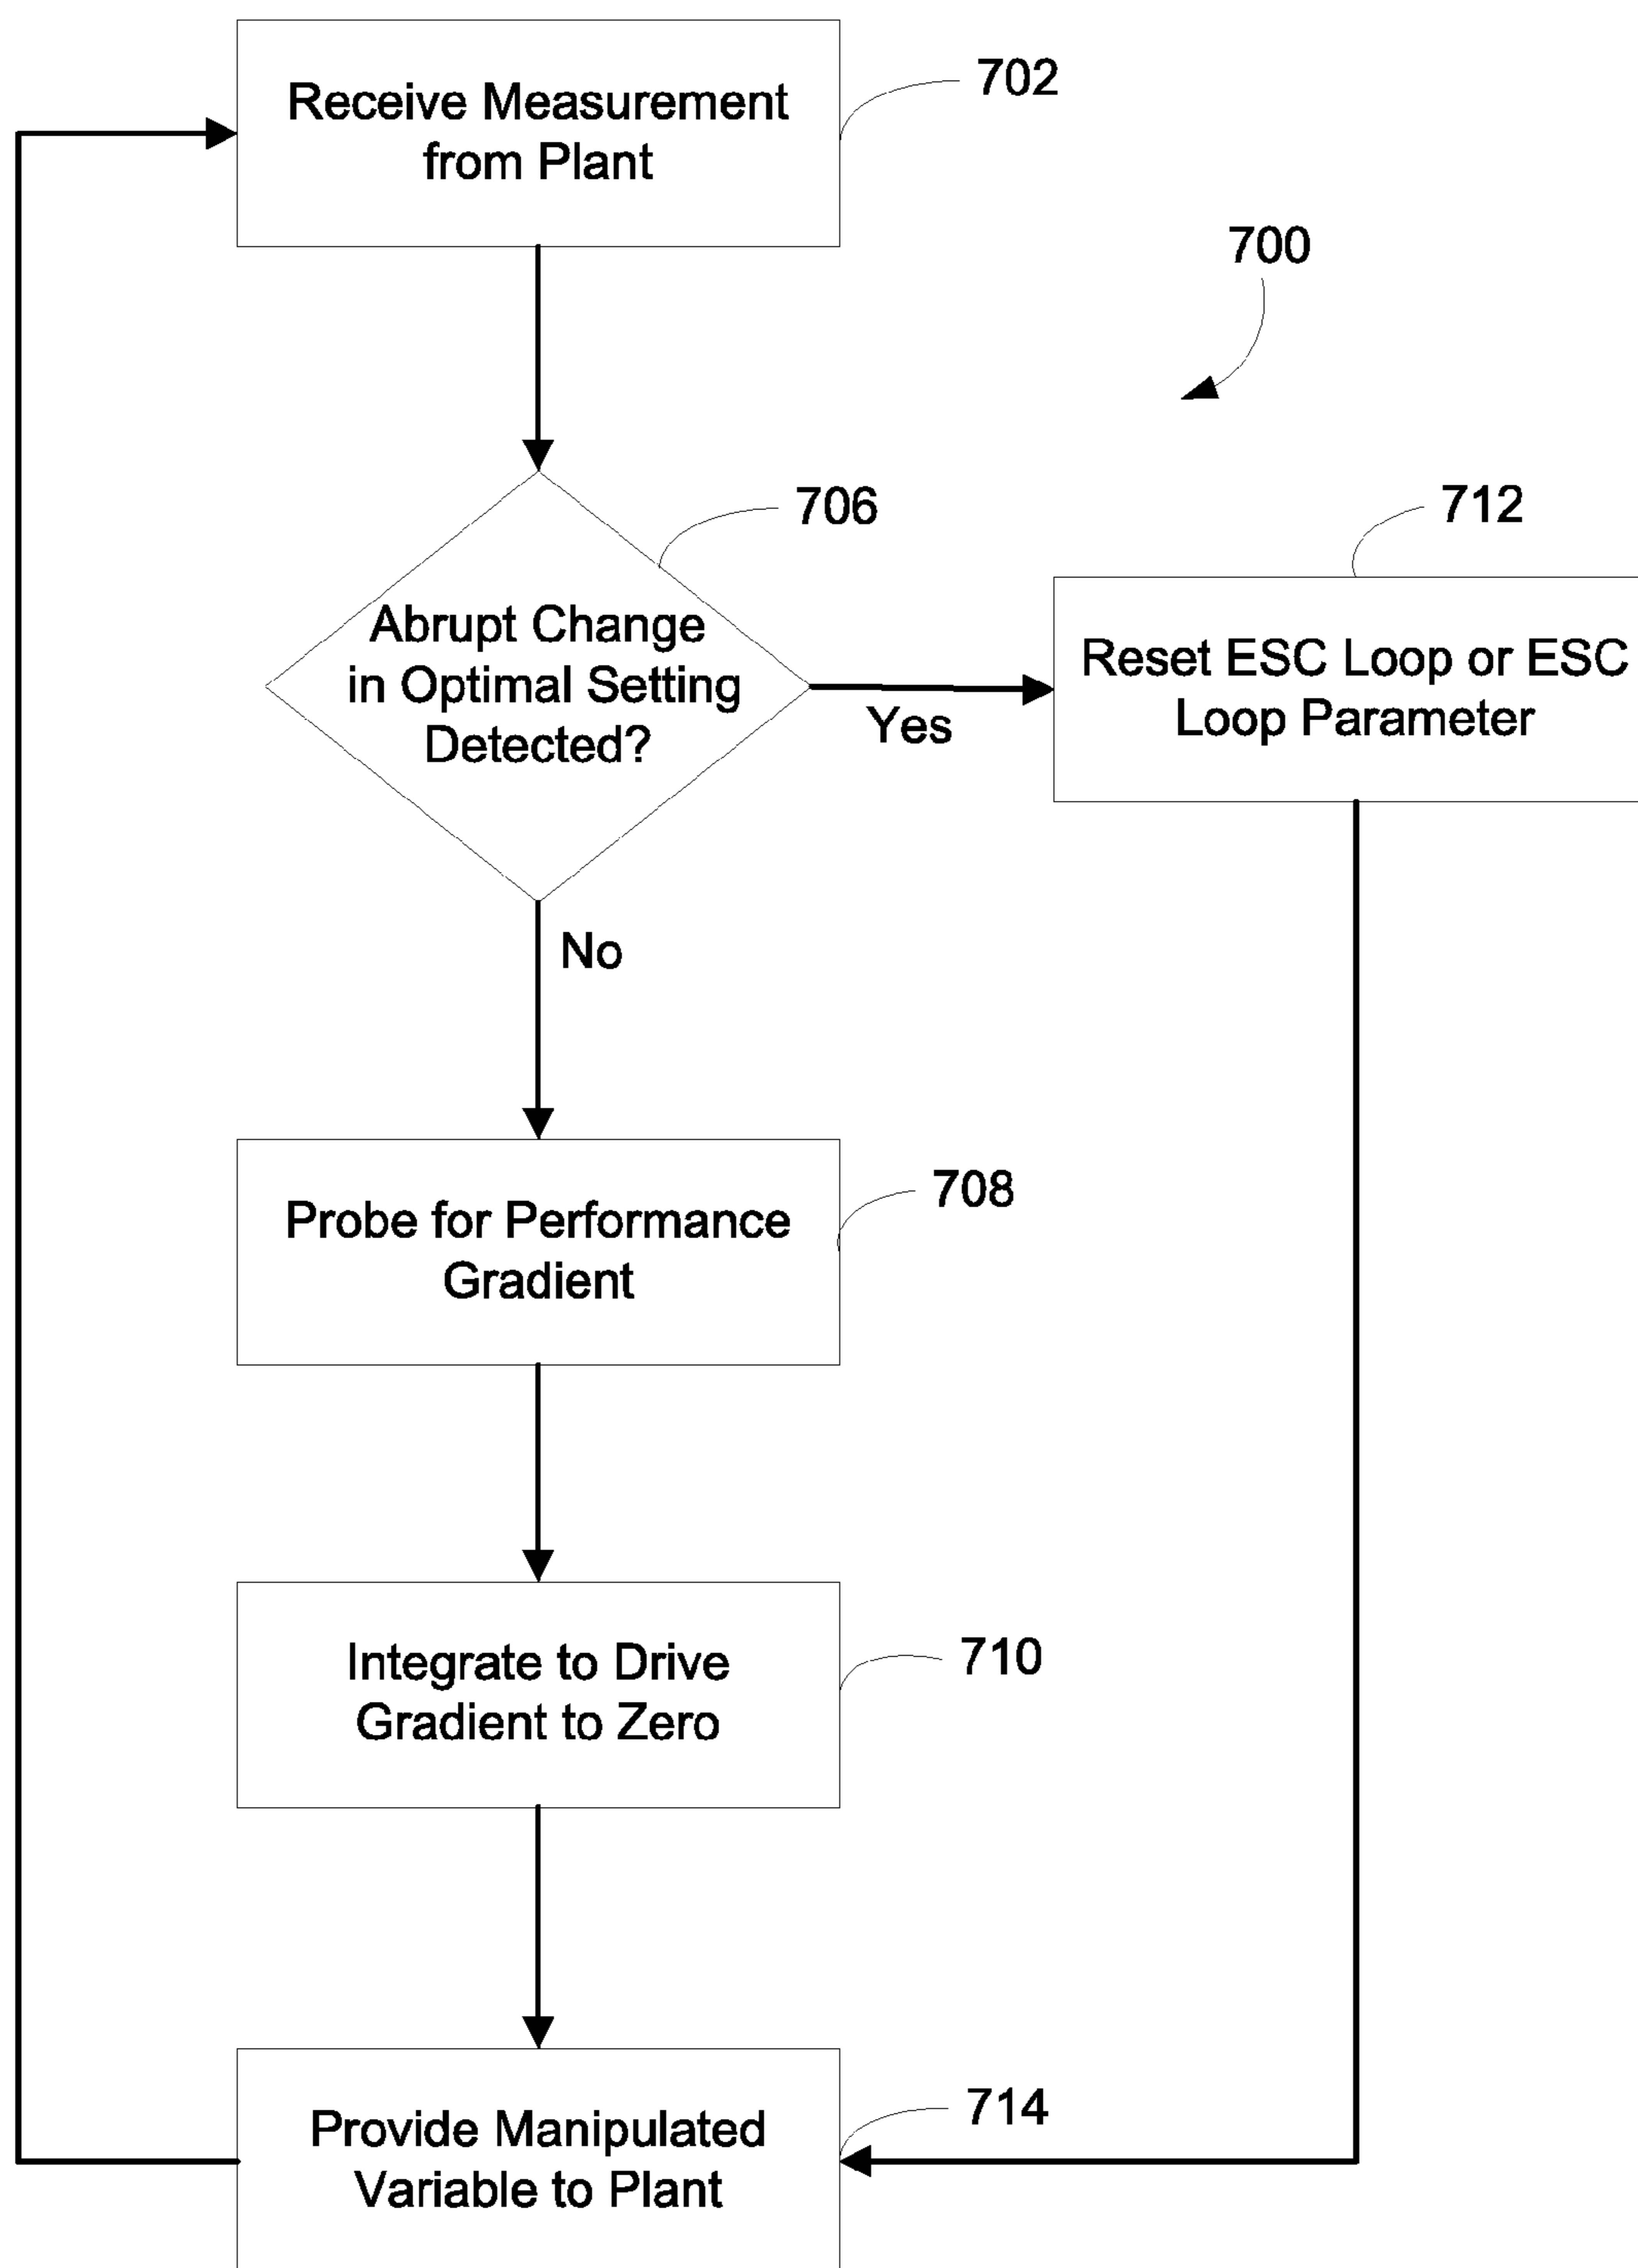 Receive Measurement
from Plant
702
700
706
Abrupt Change
in Optimal Setting
Detected?
Yes
712
Reset ESC Loop or ESC
Loop Parameter
No
708
Probe for Performance
Gradient
710
Integrate to Drive
Gradient to Zero
714
Provide Manipulated
Variable to Plant